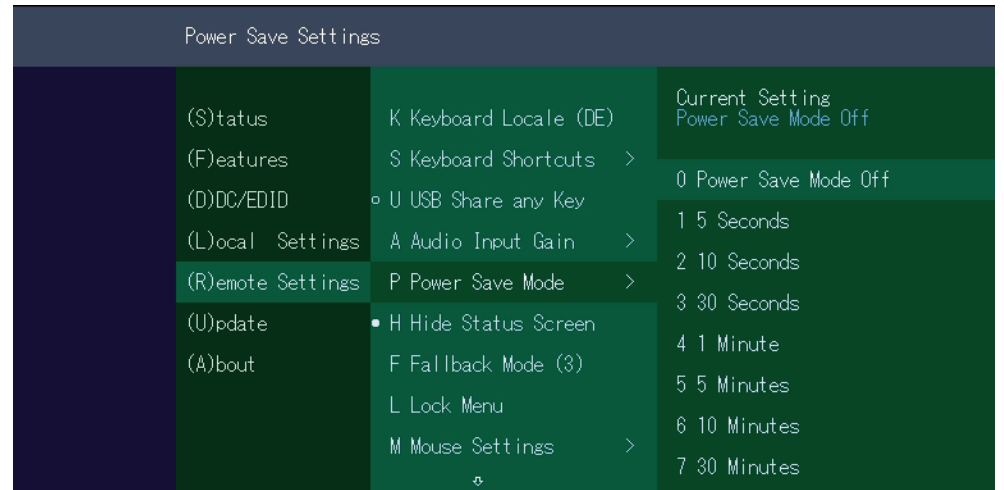 Power Save Settings
(S)tatus
(F)eatures
(D)DC/EDID
(L)ocal Settings
(R)emote Settings
(U)pdate
(A)bout
K Keyboard Locale (DE)
S Keyboard Shortcuts >
U USB Share any Key
A Audio Input Gain >
P Power Save Mode >
H Hide Status Screen
F Fallback Mode (3)
L Lock Menu
M Mouse Settings >
Current Setting
Power Save Mode Off
0 Power Save Mode Off
1 5 Seconds
2 10 Seconds
3 30 Seconds
4 1 Minute
5 5 Minutes
6 10 Minutes
7 30 Minutes